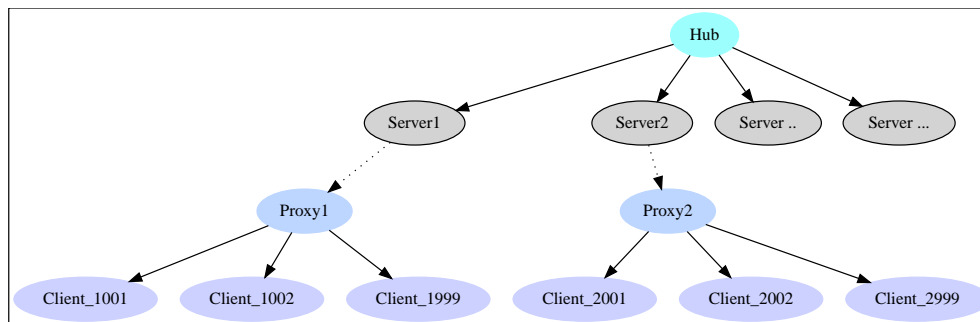 Hub
Server1
Server2
Server ..
Server ...
Proxy1
Proxy2
Client_1001
Client_1002
Client_1999
Client_2001
Client_2002
Client_2999